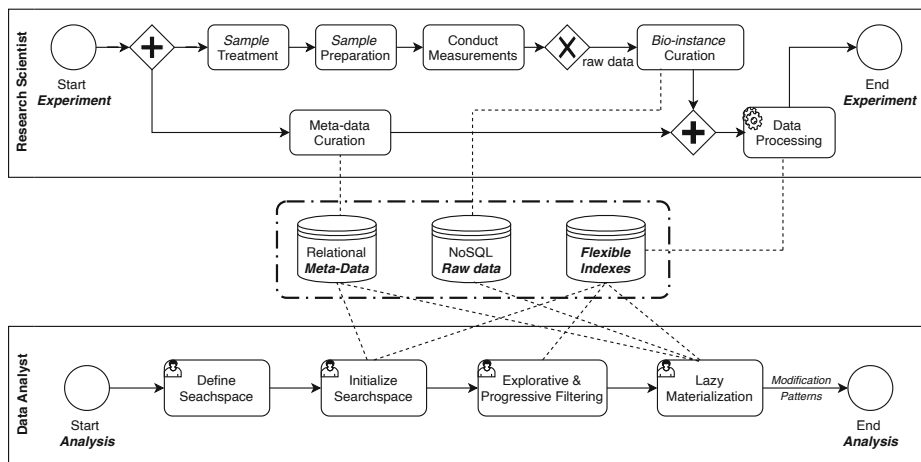 Research Scientist
Start
Experiment
Sample
Treatment
Sample
Preparation
Conduct
Measurements
raw data
Bio-instance
Curation
End
Experiment
Meta-data
Curation
Data
Processing
Relational
Meta-Data
NoSQL
Raw data
Flexible
Indexes
Data Analyst
Start
Analysis
Define
Seachspace
Initialize
Searchspace
Explorative &
Progressive Filtering
Lazy
Materialization
Modification
Patterns
End
Analysis